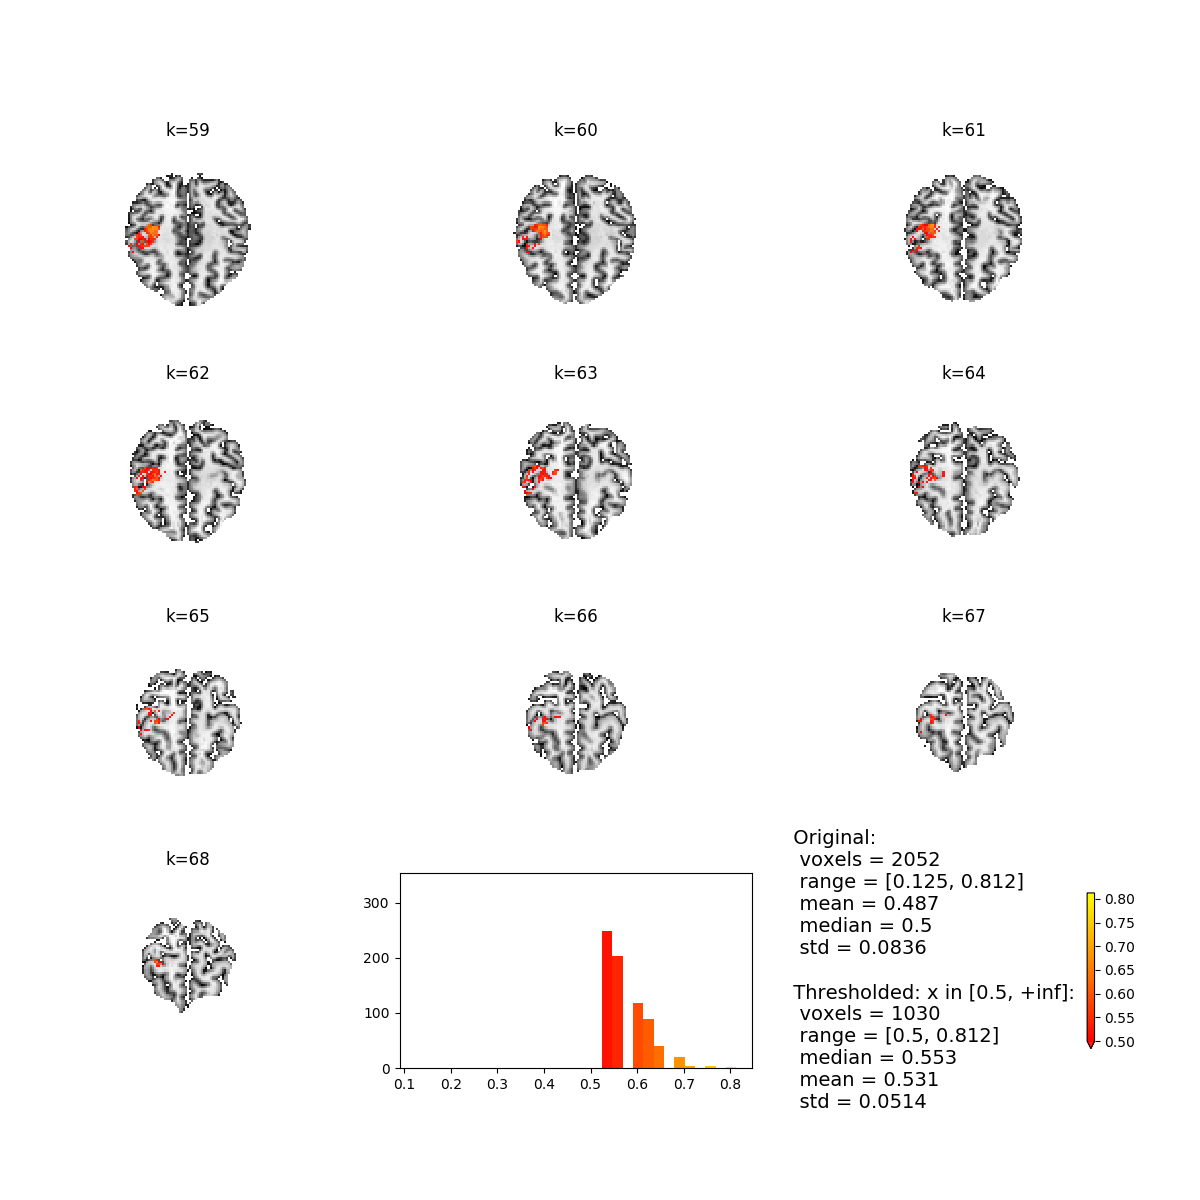 k=59
k=60
k=61
k=62
k=63
k=64
k=65
k=66
k=67
k=68
300
200
100
0
0.1 0.2 0.3 0.4 0.5 0.6 0.7 0.8
Original:
voxels = 2052
range = [0.125, 0.812]
mean = 0.487
median = 0.5
std = 0.0836
Thresholded: x in [0.5, +inf]:
voxels = 1030
range = [0.5, 0.812]
median = 0.553
mean = 0.531
std = 0.0514
0.80
0.75
0.70
0.65
0.60
0.55
0.50